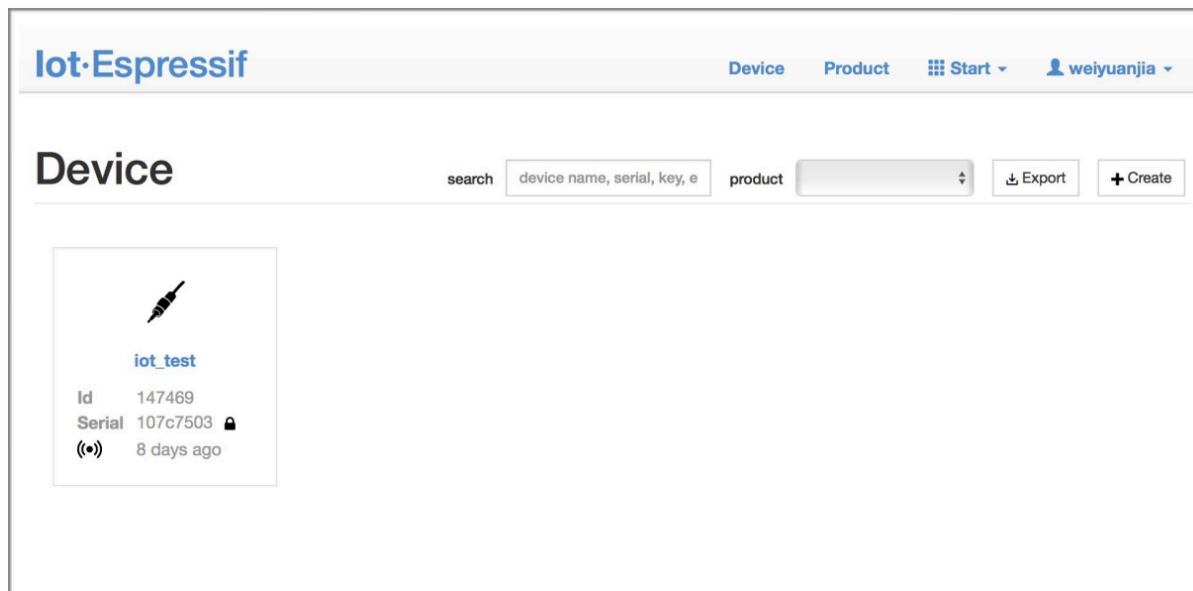 Iot·Espressif
Device Product Start weiyuanjia
Device
search device name, serial, key, e product Export Create
iot_test
Id 147469
Serial 107c7503
8 days ago